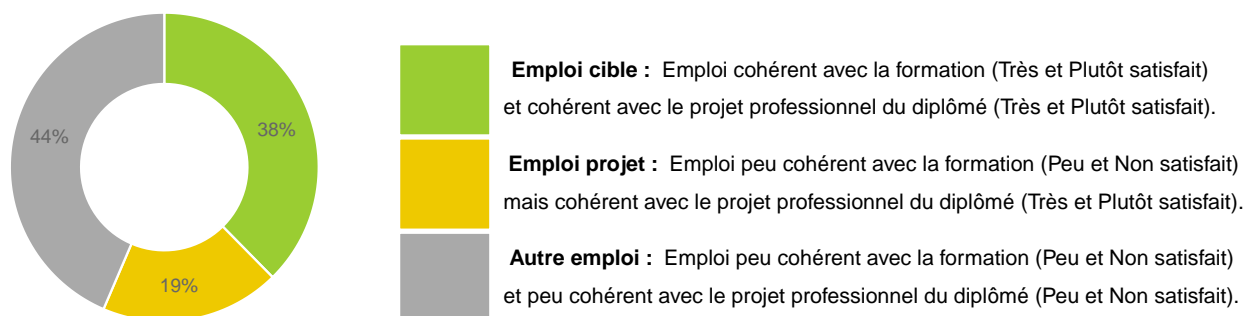 38%
44%
19%
Emploi cible : Emploi cohérent avec la formation (Très et Plutôt satisfait)
et cohérent avec le projet professionnel du diplômé (Très et Plutôt satisfait).
Emploi projet : Emploi peu cohérent avec la formation (Peu et Non satisfait)
mais cohérent avec le projet professionnel du diplômé (Très et Plutôt satisfait).
Autre emploi : Emploi peu cohérent avec la formation (Peu et Non satisfait)
et peu cohérent avec le projet professionnel du diplômé (Peu et Non satisfait).